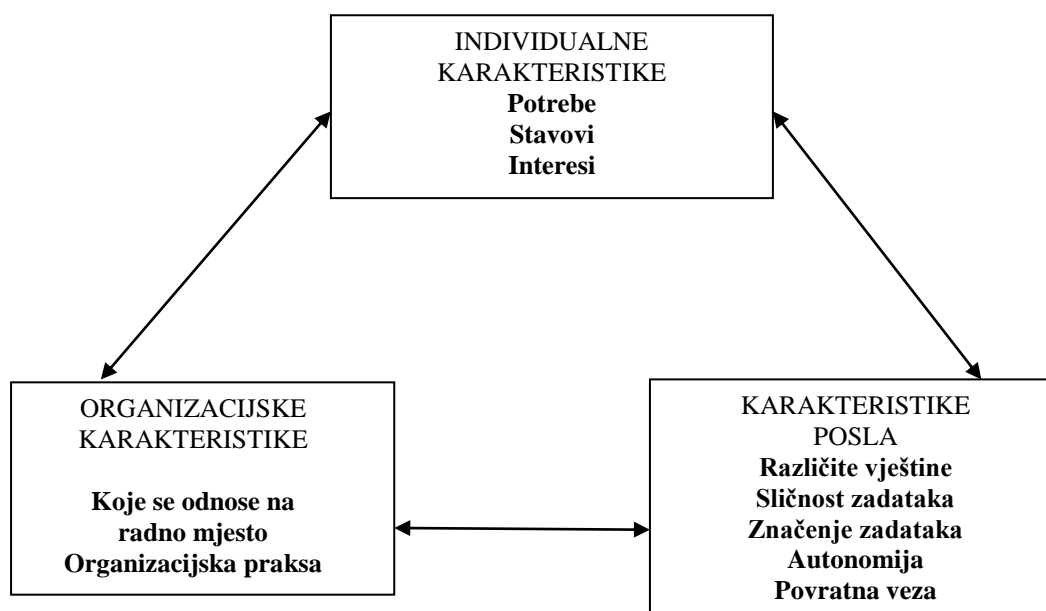 INDIVIDUALNE
KARAKTERISTIKE
Potrebe
Stavovi
Interesi
ORGANIZACIJSKE
KARAKTERISTIKE
Koje se odnose na
radno mjesto
Organizacijska praksa
KARAKTERISTIKE
POSLA
Različite vještine
Sličnost zadataka
Značenje zadataka
Autonomija
Povratna veza